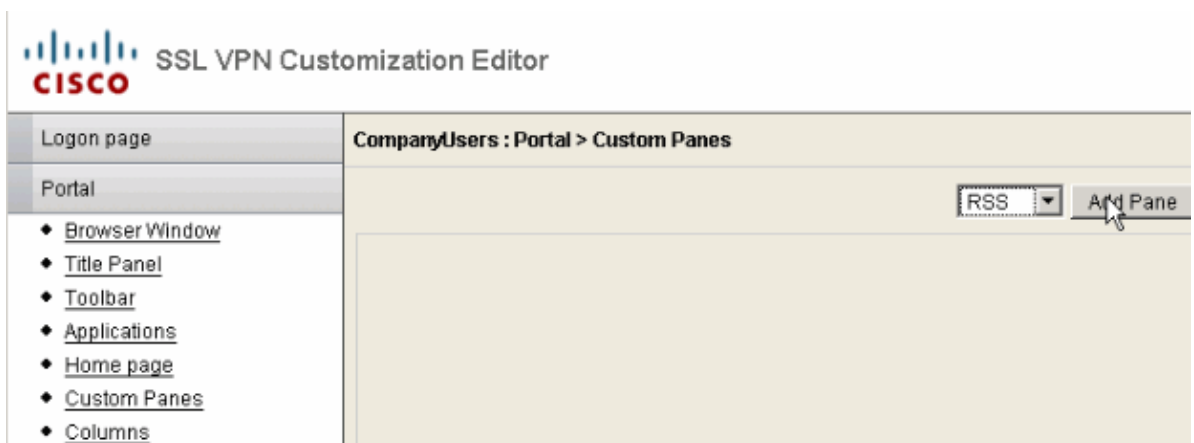 CISCO
SSL VPN Customization Editor
Logon page
CompanyUsers : Portal > Custom Panes
Portal
RSS
Add Pane
Browser Window
Title Panel
Toolbar
Applications
Home page
Custom Panes
Columns